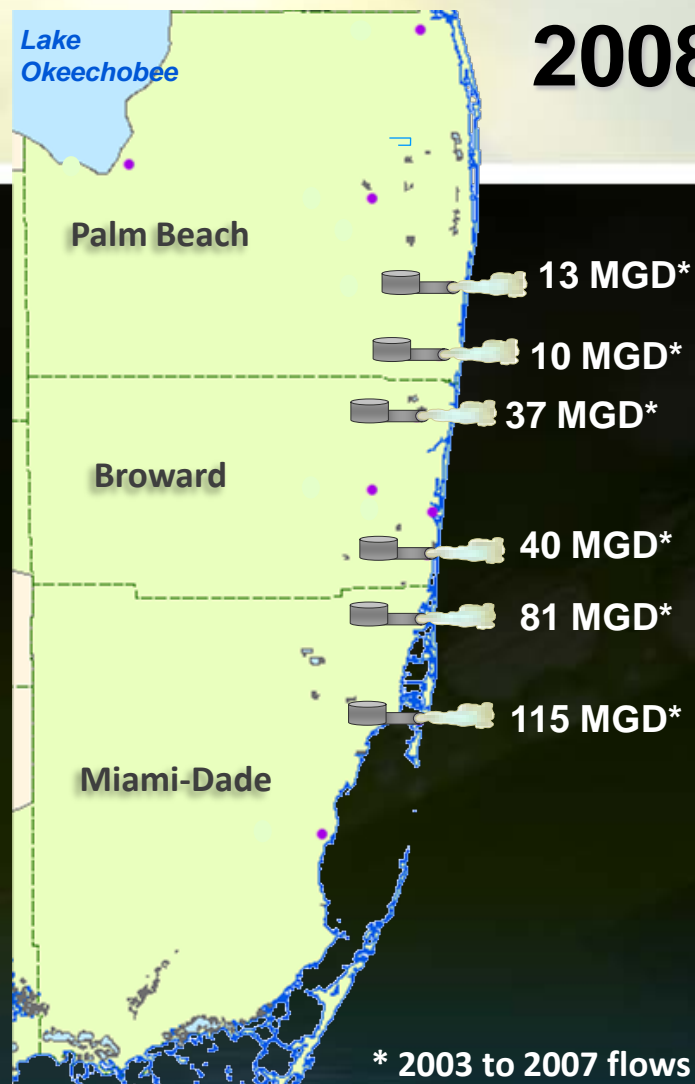 Lake
Okeechobee
2008
Palm Beach
13 MGD*
10 MGD*
37 MGD*
Broward
40 MGD*
81 MGD*
115 MGD*
Miami-Dade
* 2003 to 2007 flows